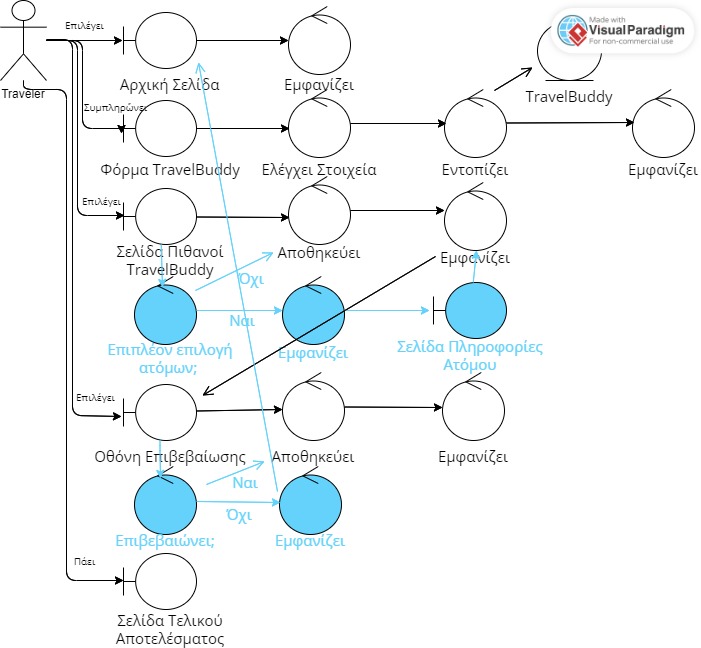 Made with
VisualParadigm
For non-commercial use
Επιλέγει
Αρχική Σελίδα
Εμφανίζει
TravelBuddy
Traveler
Συμπληρώνει
Φόρμα TravelBuddy
Ελέγχει Στοιχεία
Εντοπίζει
Εμφανίζει
Επιλέγει
Σελίδα Πιθανοί
TravelBuddy
Αποθηκεύει
Εμφανίζει
Όχι
Ναι
Επιπλέον επιλογή
ατόμων;
Εμφανίζει
Σελίδα Πληροφορίες
Ατόμου
Επιλέγει
Οθόνη Επιβεβαίωσης
Αποθηκεύει
Εμφανίζει
Ναι
Όχι
Επιβεβαιώνει;
Εμφανίζει
Πάει
Σελίδα Τελικού
Αποτελέσματος